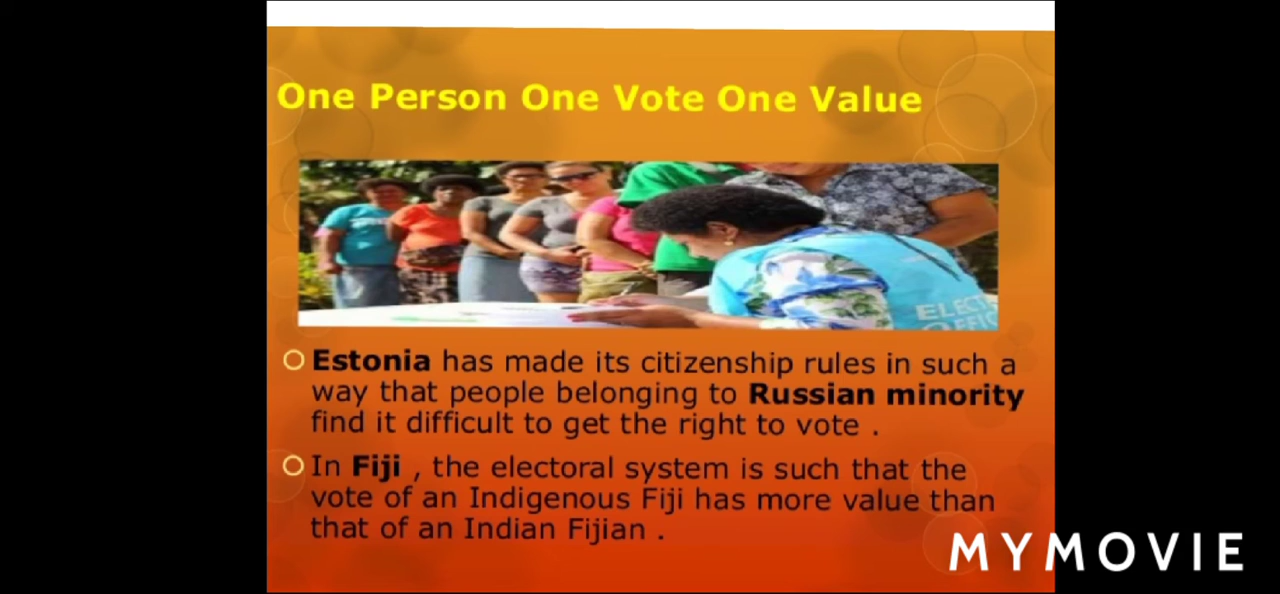 One Person One Vote One Value
ELECT
Estonia has made its citizenship rules in such a
way that people belonging to Russian minority
find it difficult to get the right to vote .
In Fiji , the electoral system is such that the
vote of an Indigenous Fiji has more value than
that of an Indian Fijian .
MYMOVIE